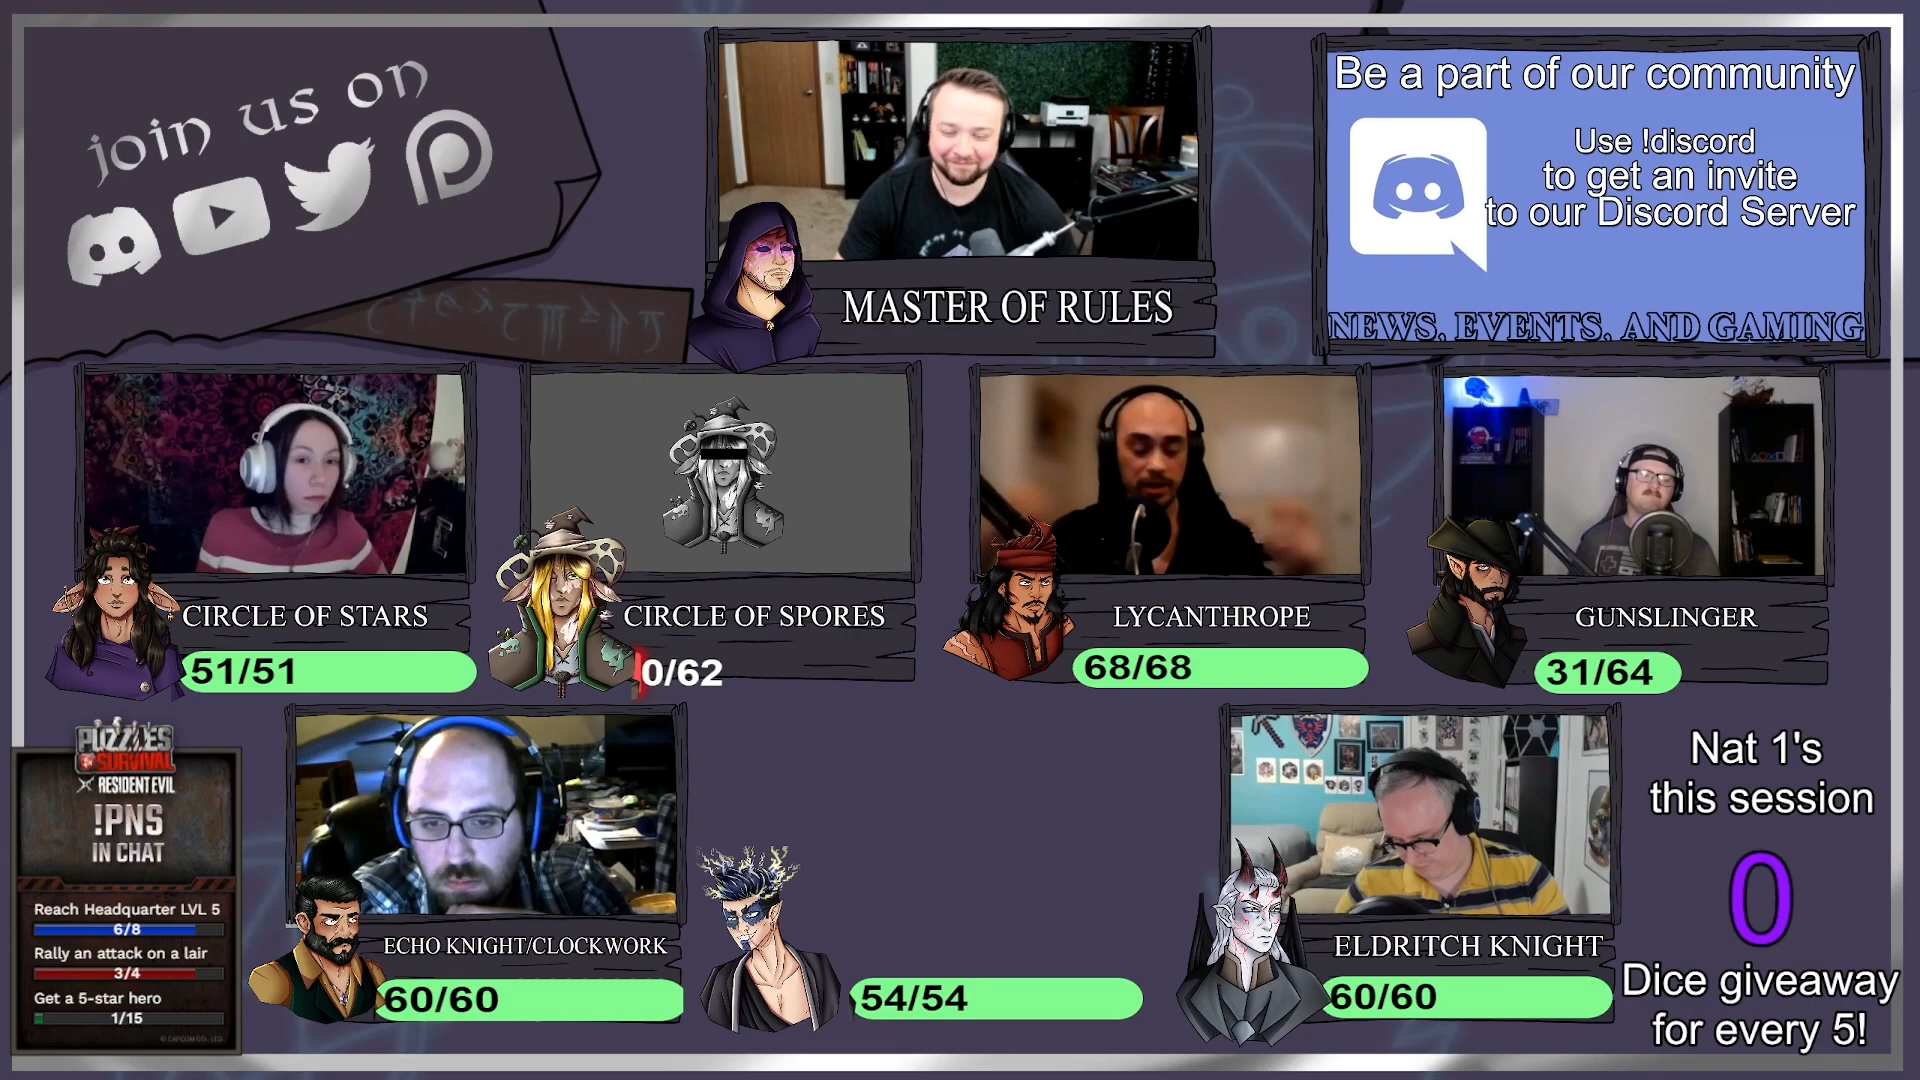 join us on
MASTER OF RULES
Be a part of our community
Use !discord
to get an invite
to our Discord Server
NEWS, EVENTS, AND GAMING
CIRCLE OF STARS
51/51
CIRCLE OF SPORES
0/62
LYCANTHROPE
68/68
GUNSLINGER
31/64
PUZZLES
& SURVIVAL
RESIDENT EVIL
!PNS
IN CHAT
Reach Headquarter LVL 5
6/8
Rally an attack on a lair
3/4
Get a 5-star hero
1/15
© CAPCOM CO., LTD.
ECHO KNIGHT/CLOCKWORK
60/60
54/54
ELDRITCH KNIGHT
60/60
Nat 1's
this session
0
Dice giveaway
for every 5!